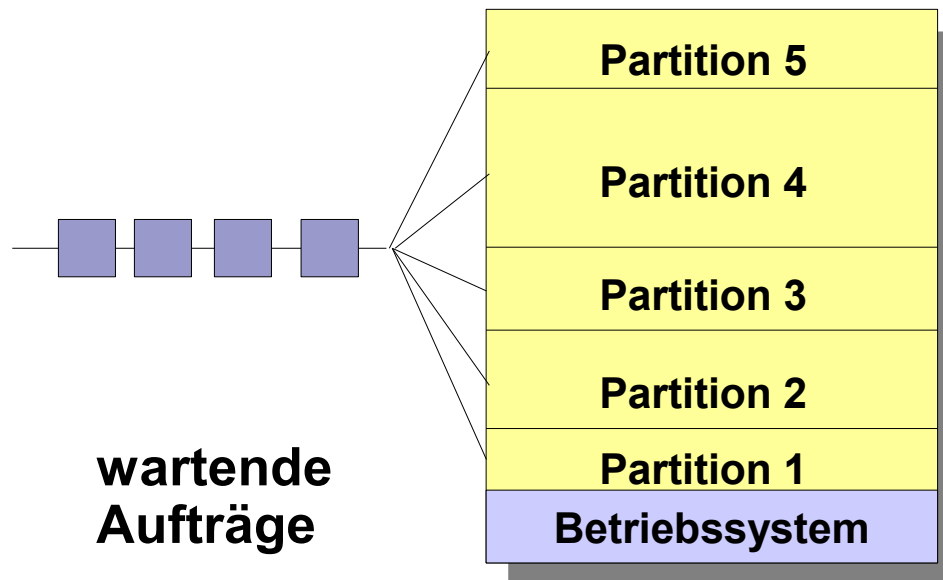 Partition 5
Partition 4
Partition 3
Partition 2
Partition 1
Betriebssystem
wartende
Aufträge